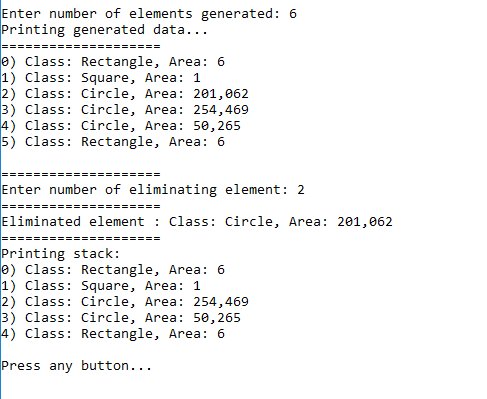 Enter number of elements generated: 6
Printing generated data...
====================
0) Class: Rectangle, Area: 6
1) Class: Square, Area: 1
2) Class: Circle, Area: 201,062
3) Class: Circle, Area: 254,469
4) Class: Circle, Area: 50,265
5) Class: Rectangle, Area: 6
====================
Enter number of eliminating element: 2
====================
Eliminated element : Class: Circle, Area: 201,062
====================
Printing stack:
0) Class: Rectangle, Area: 6
1) Class: Square, Area: 1
2) Class: Circle, Area: 254,469
3) Class: Circle, Area: 50,265
4) Class: Rectangle, Area: 6
Press any button...